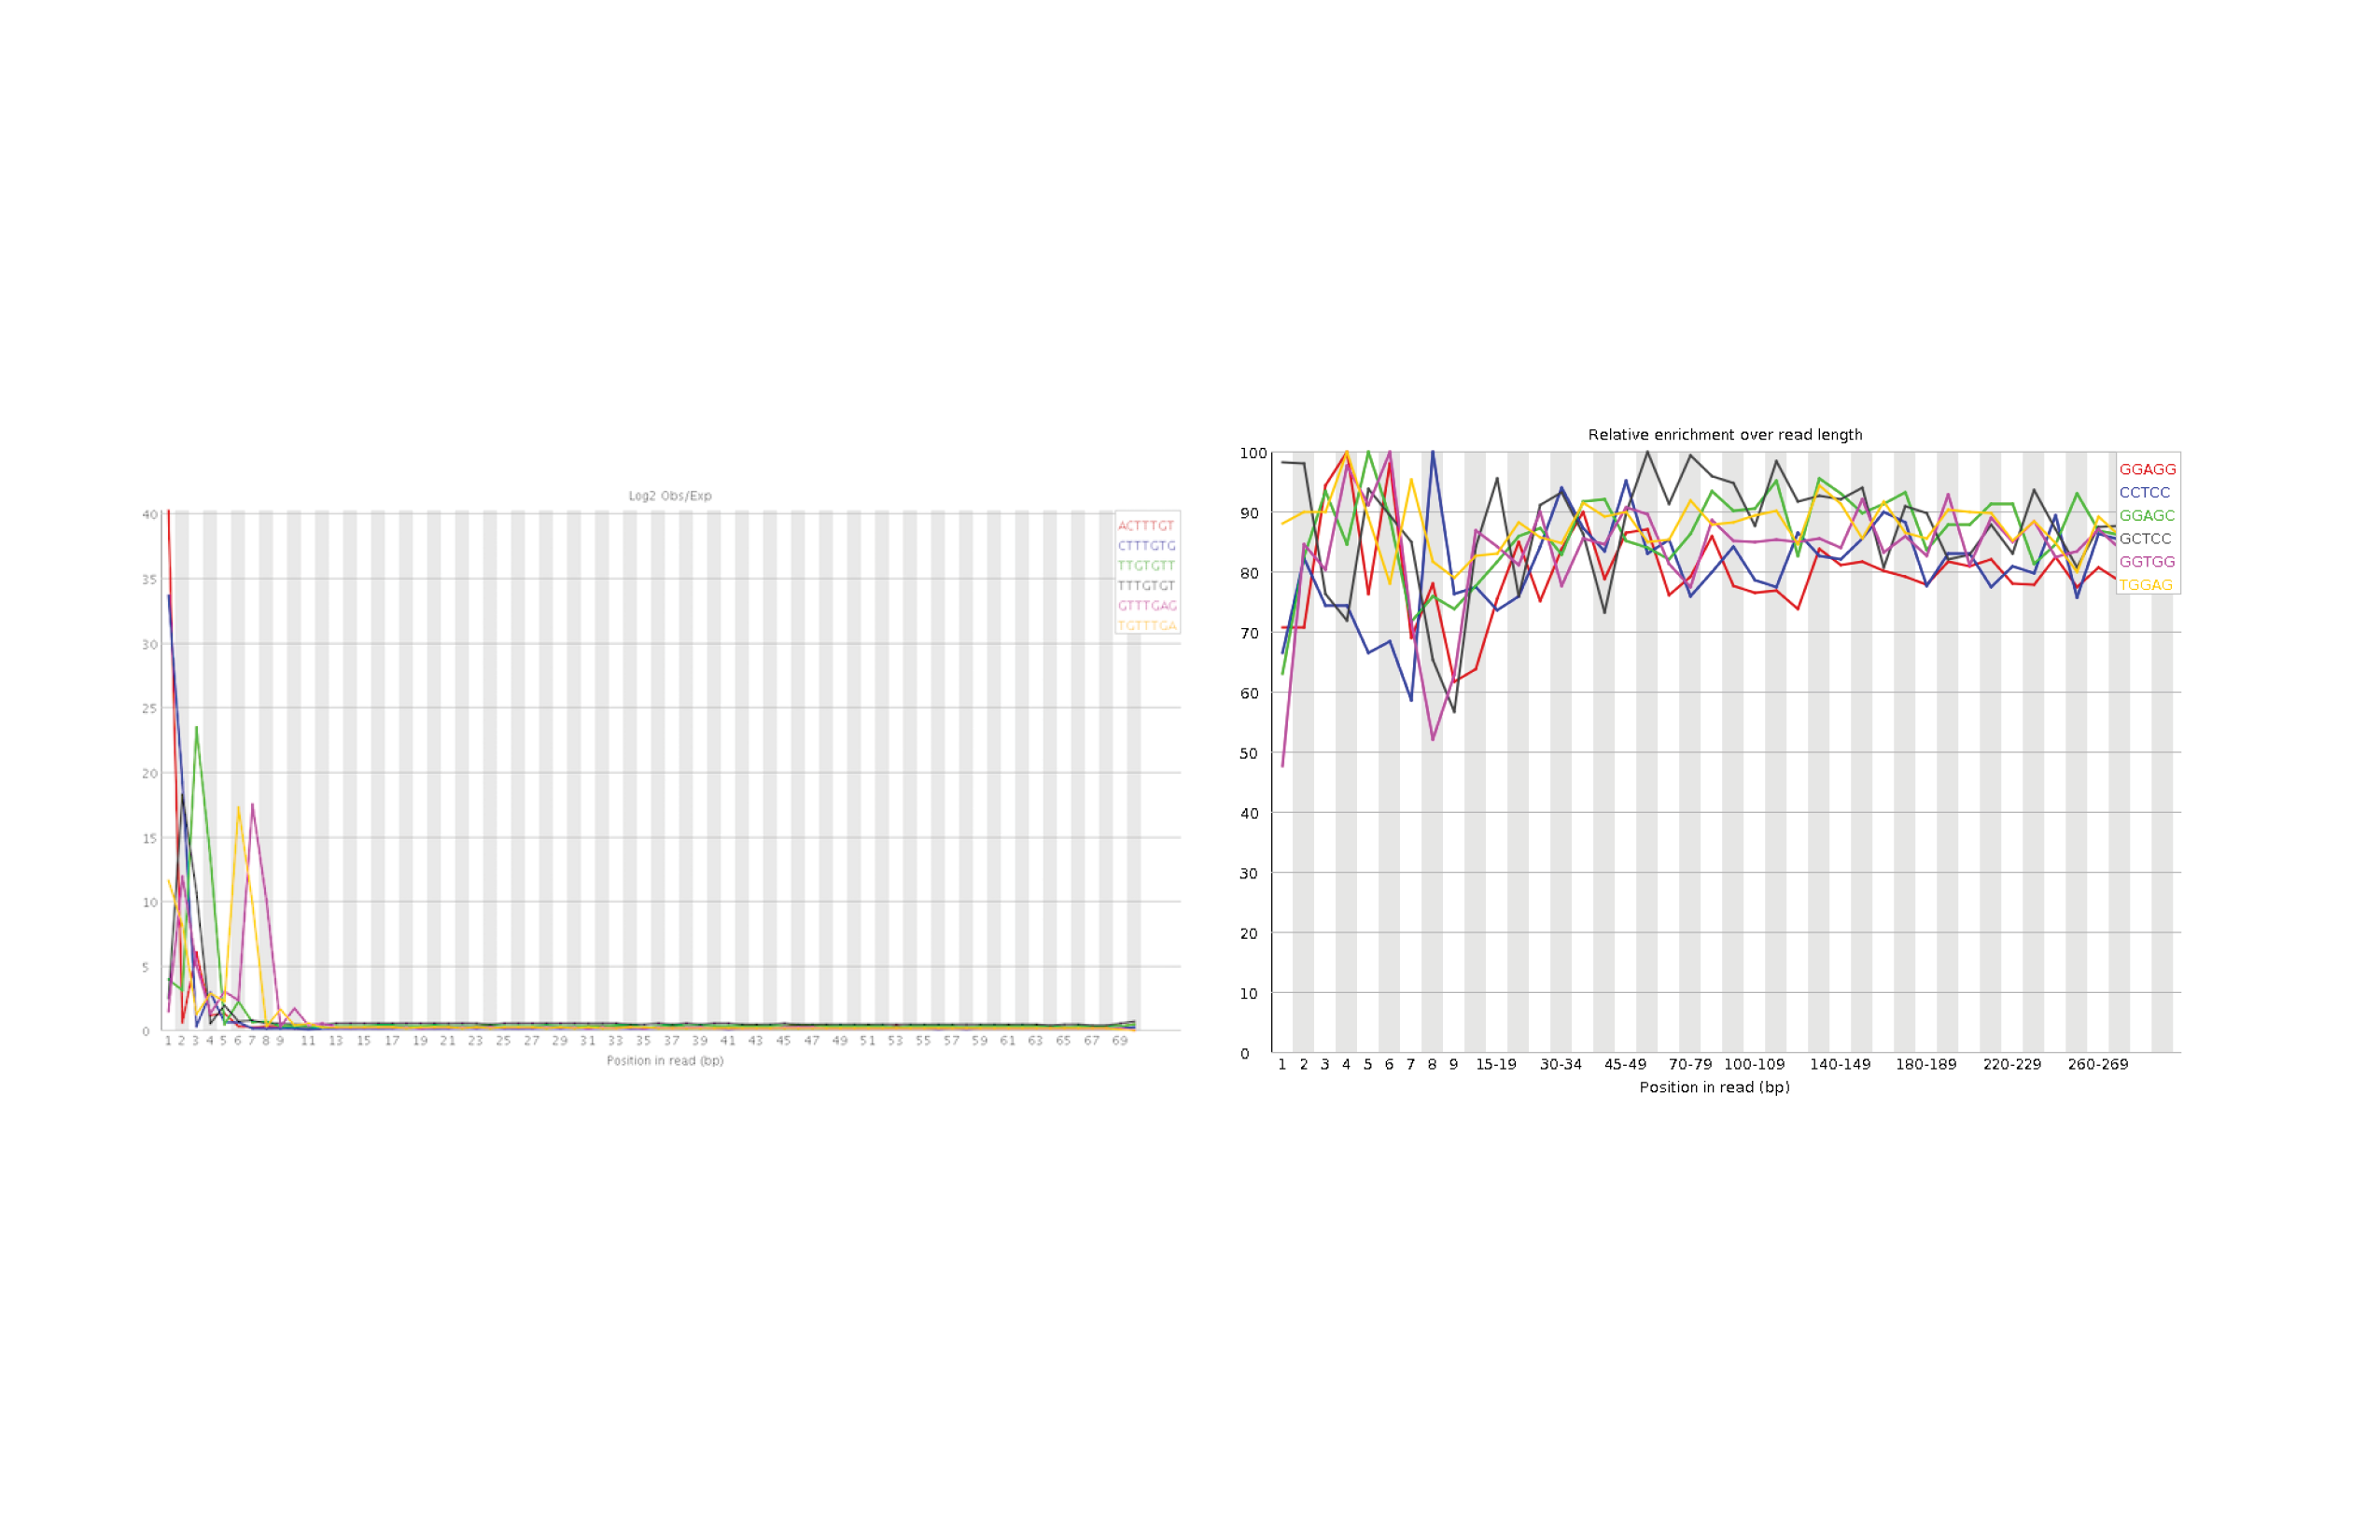 Log2 Obs/Exp
40
35
30
25
20
15
10
5
0
ACTTTGT
CTTTGTG
TTGTGTT
TTTGTGT
GTTTGAG
TGTTTGA
1 2 3 4 5 6 7 8 9 11 13 15 17 19 21 23 25 27 29 31 33 35 37 39 41 43 45 47 49 51 53 55 57 59 61 63 65 67 69
Position in read (bp)
Relative enrichment over read length
100
90
80
70
60
50
40
30
20
10
0
GGAGG
CCTCC
GGAGC
GCTCC
GGTGG
TGGAG
1 2 3 4 5 6 7 8 9 15-19 30-34 45-49 70-79 100-109 140-149 180-189 220-229 260-269
Position in read (bp)